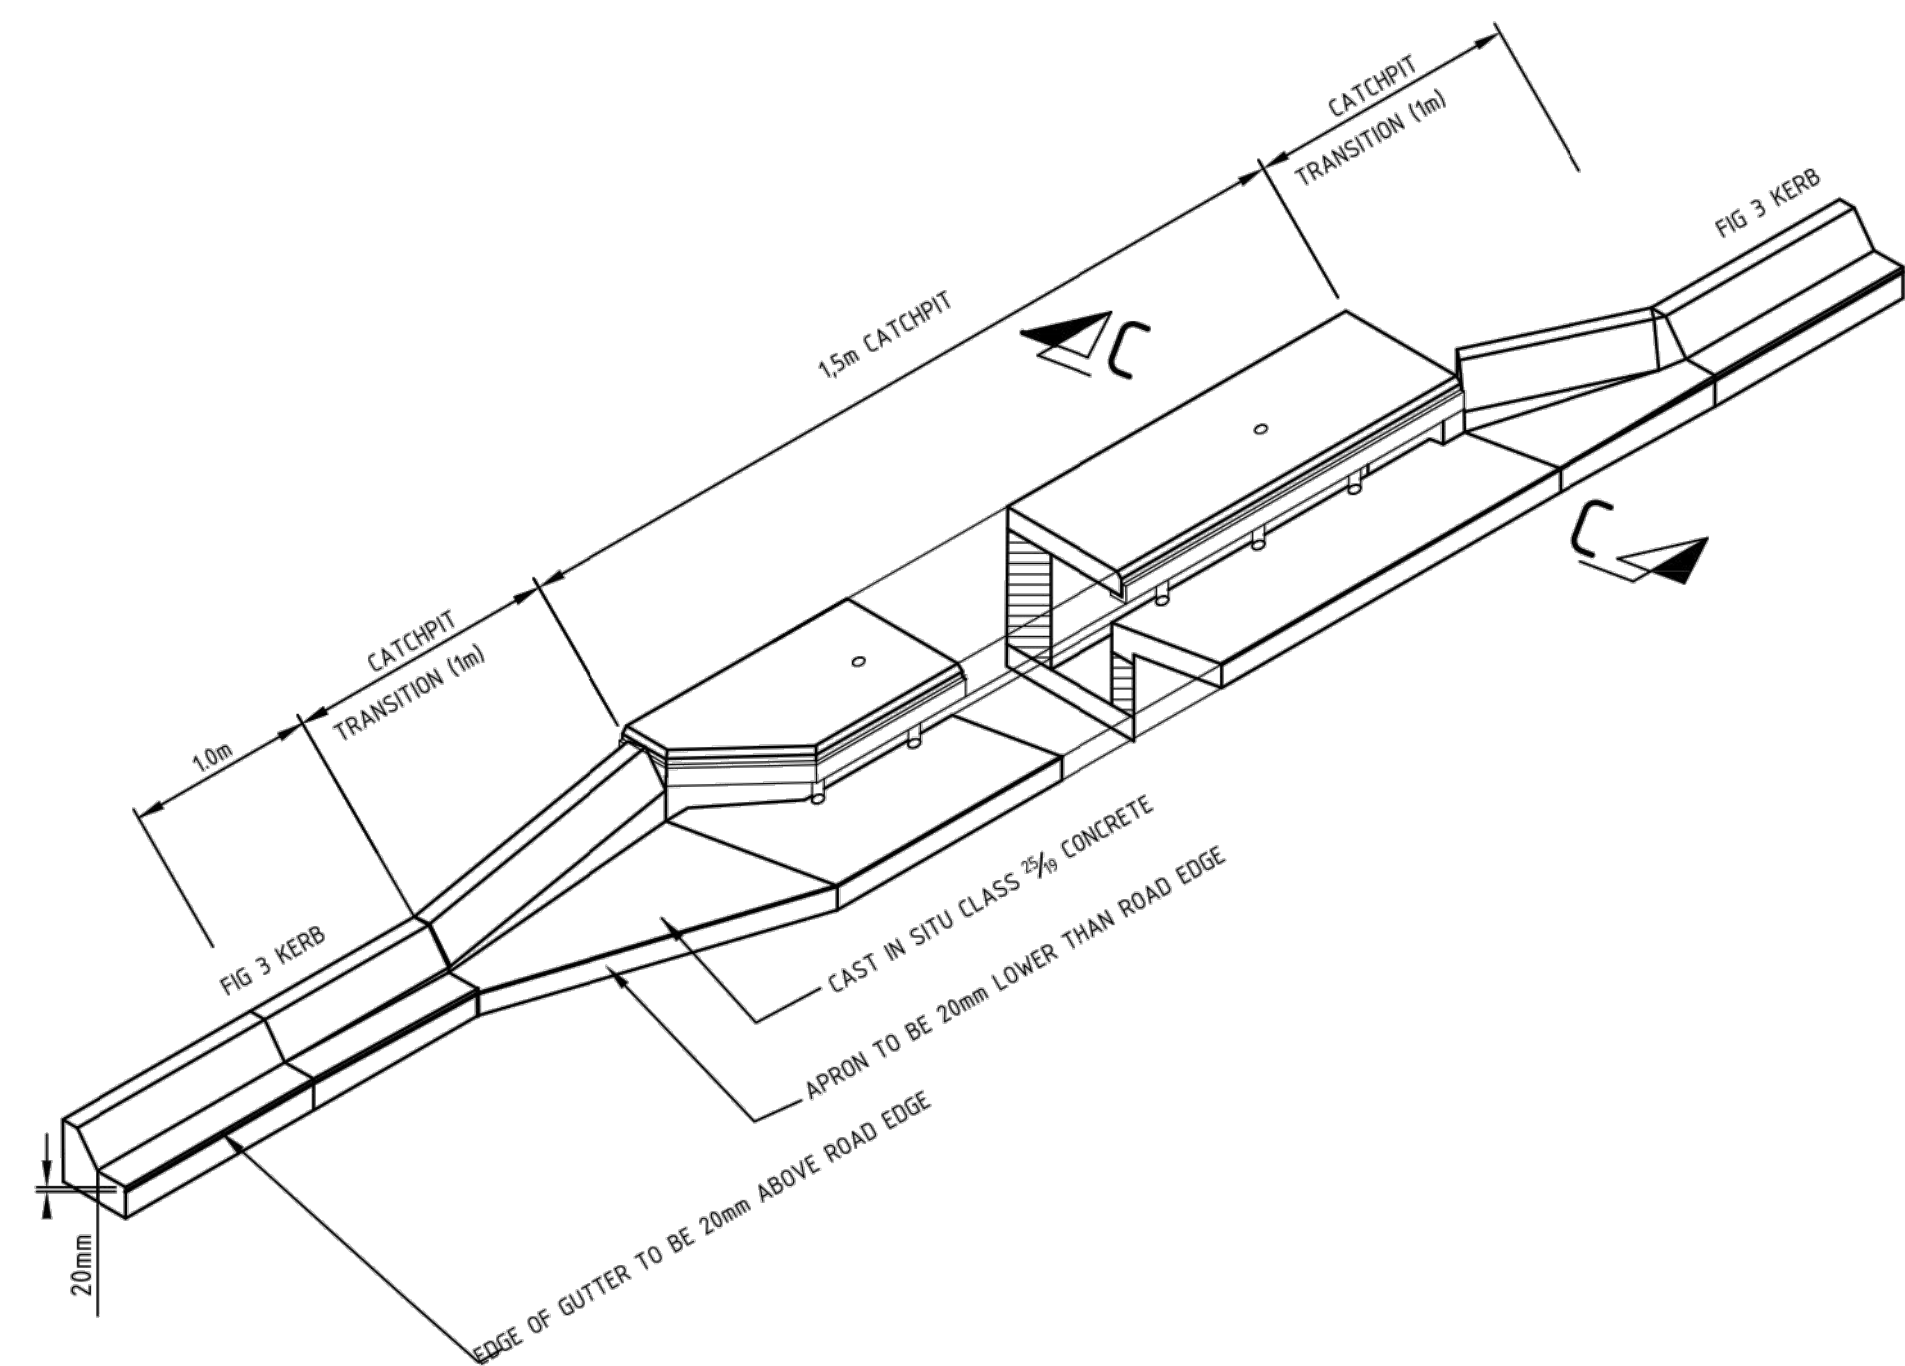 CATCHPIT
TRANSITION (1m)
FIG 3 KERB
1,5m CATCHPIT
C
C
CATCHPIT
TRANSITION (1m)
1.0m
FIG 3 KERB
CAST IN SITU CLASS 25/19 CONCRETE
APRON TO BE 20mm LOWER THAN ROAD EDGE
EDGE OF GUTTER TO BE 20mm ABOVE ROAD EDGE
20mm